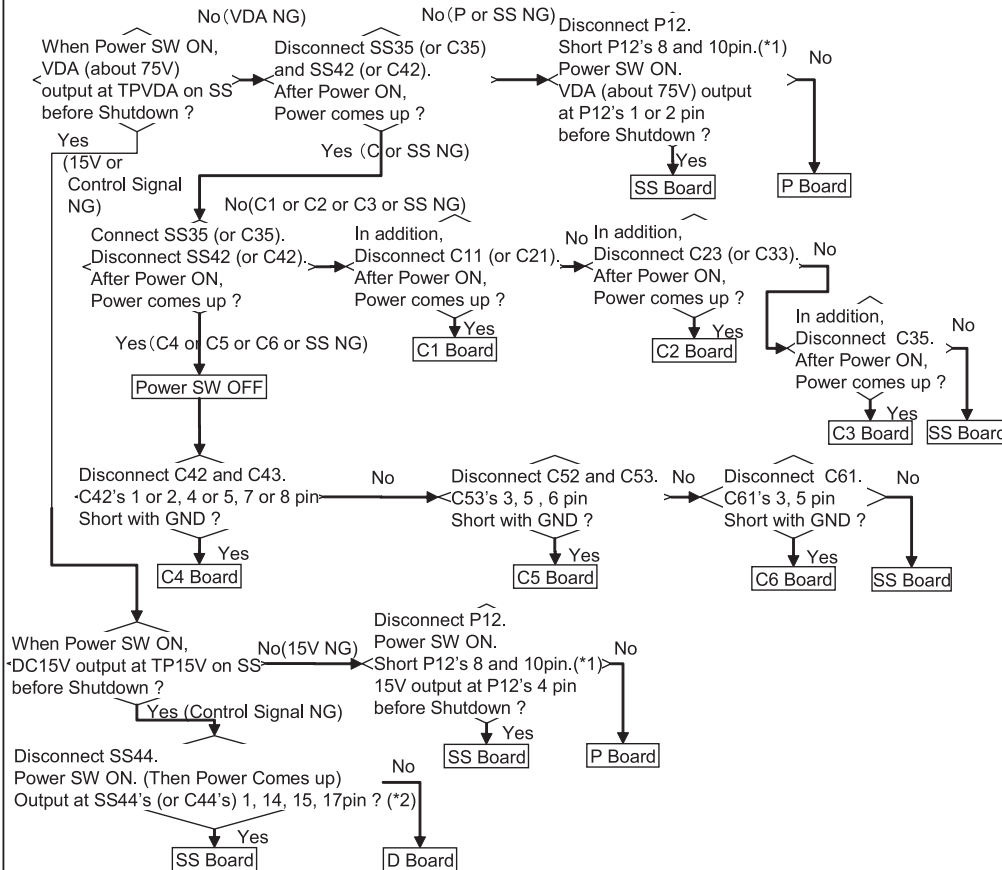 No(VDA NG)
When Power SW ON,
VDA (about 75V)
output at TPVDA on SS
before Shutdown ?
Disconnect SS35 (or C35)
and SS42 (or C42).
After Power ON,
Power comes up ?
No(P or SS NG)
Disconnect P12.
Short P12's 8 and 10pin.(*1)
Power SW ON.
VDA (about 75V) output
at P12's 1 or 2 pin
before Shutdown ?
No
Yes
SS Board
P Board
Yes
(15V or
Control Signal
NG)
Yes (C or SS NG)
No(C1 or C2 or C3 or SS NG)
Connect SS35 (or C35).
Disconnect SS42 (or C42).
After Power ON,
Power comes up ?
In addition,
Disconnect C11 (or C21).
After Power ON,
Power comes up ?
No
Yes
C1 Board
In addition,
Disconnect C23 (or C33).
After Power ON,
Power comes up ?
No
Yes
C2 Board
In addition,
Disconnect C35.
After Power ON,
Power comes up ?
No
Yes
C3 Board
SS Board
Yes(C4 or C5 or C6 or SS NG)
Power SW OFF
Disconnect C42 and C43.
C42's 1 or 2, 4 or 5, 7 or 8 pin
Short with GND ?
No
Yes
C4 Board
Disconnect C52 and C53.
C53's 3, 5 , 6 pin
Short with GND ?
No
Yes
C5 Board
Disconnect C61.
C61's 3, 5 pin
Short with GND ?
No
Yes
C6 Board
SS Board
When Power SW ON,
DC15V output at TP15V on SS
before Shutdown ?
No(15V NG)
Disconnect P12.
Power SW ON.
Short P12's 8 and 10pin.(*1)
15V output at P12's 4 pin
before Shutdown ?
No
Yes
SS Board
P Board
Yes (Control Signal NG)
Disconnect SS44.
Power SW ON. (Then Power Comes up)
Output at SS44's (or C44's) 1, 14, 15, 17pin ? (*2)
No
Yes
SS Board
D Board